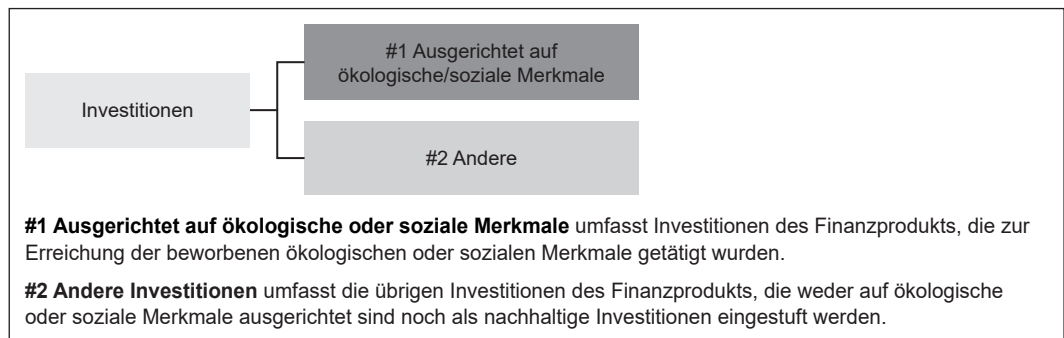 #1 Ausgerichtet auf
ökologische/soziale Merkmale
Investitionen
#2 Andere
#1 Ausgerichtet auf ökologische oder soziale Merkmale umfasst Investitionen des Finanzprodukts, die zur
Erreichung der beworbenen ökologischen oder sozialen Merkmale getätigt wurden.
#2 Andere Investitionen umfasst die übrigen Investitionen des Finanzprodukts, die weder auf ökologische
oder soziale Merkmale ausgerichtet sind noch als nachhaltige Investitionen eingestuft werden.